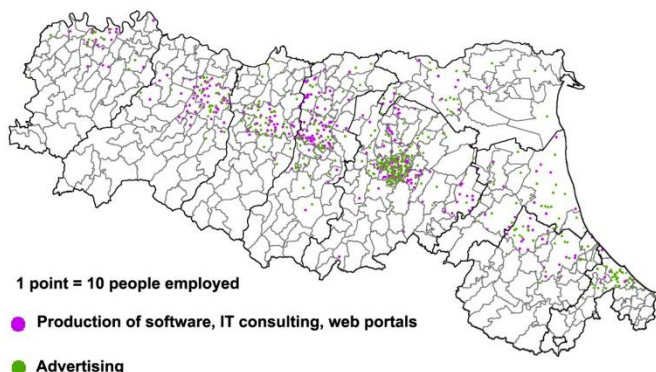 1 point = 10 people employed
Production of software, IT consulting, web portals
Advertising